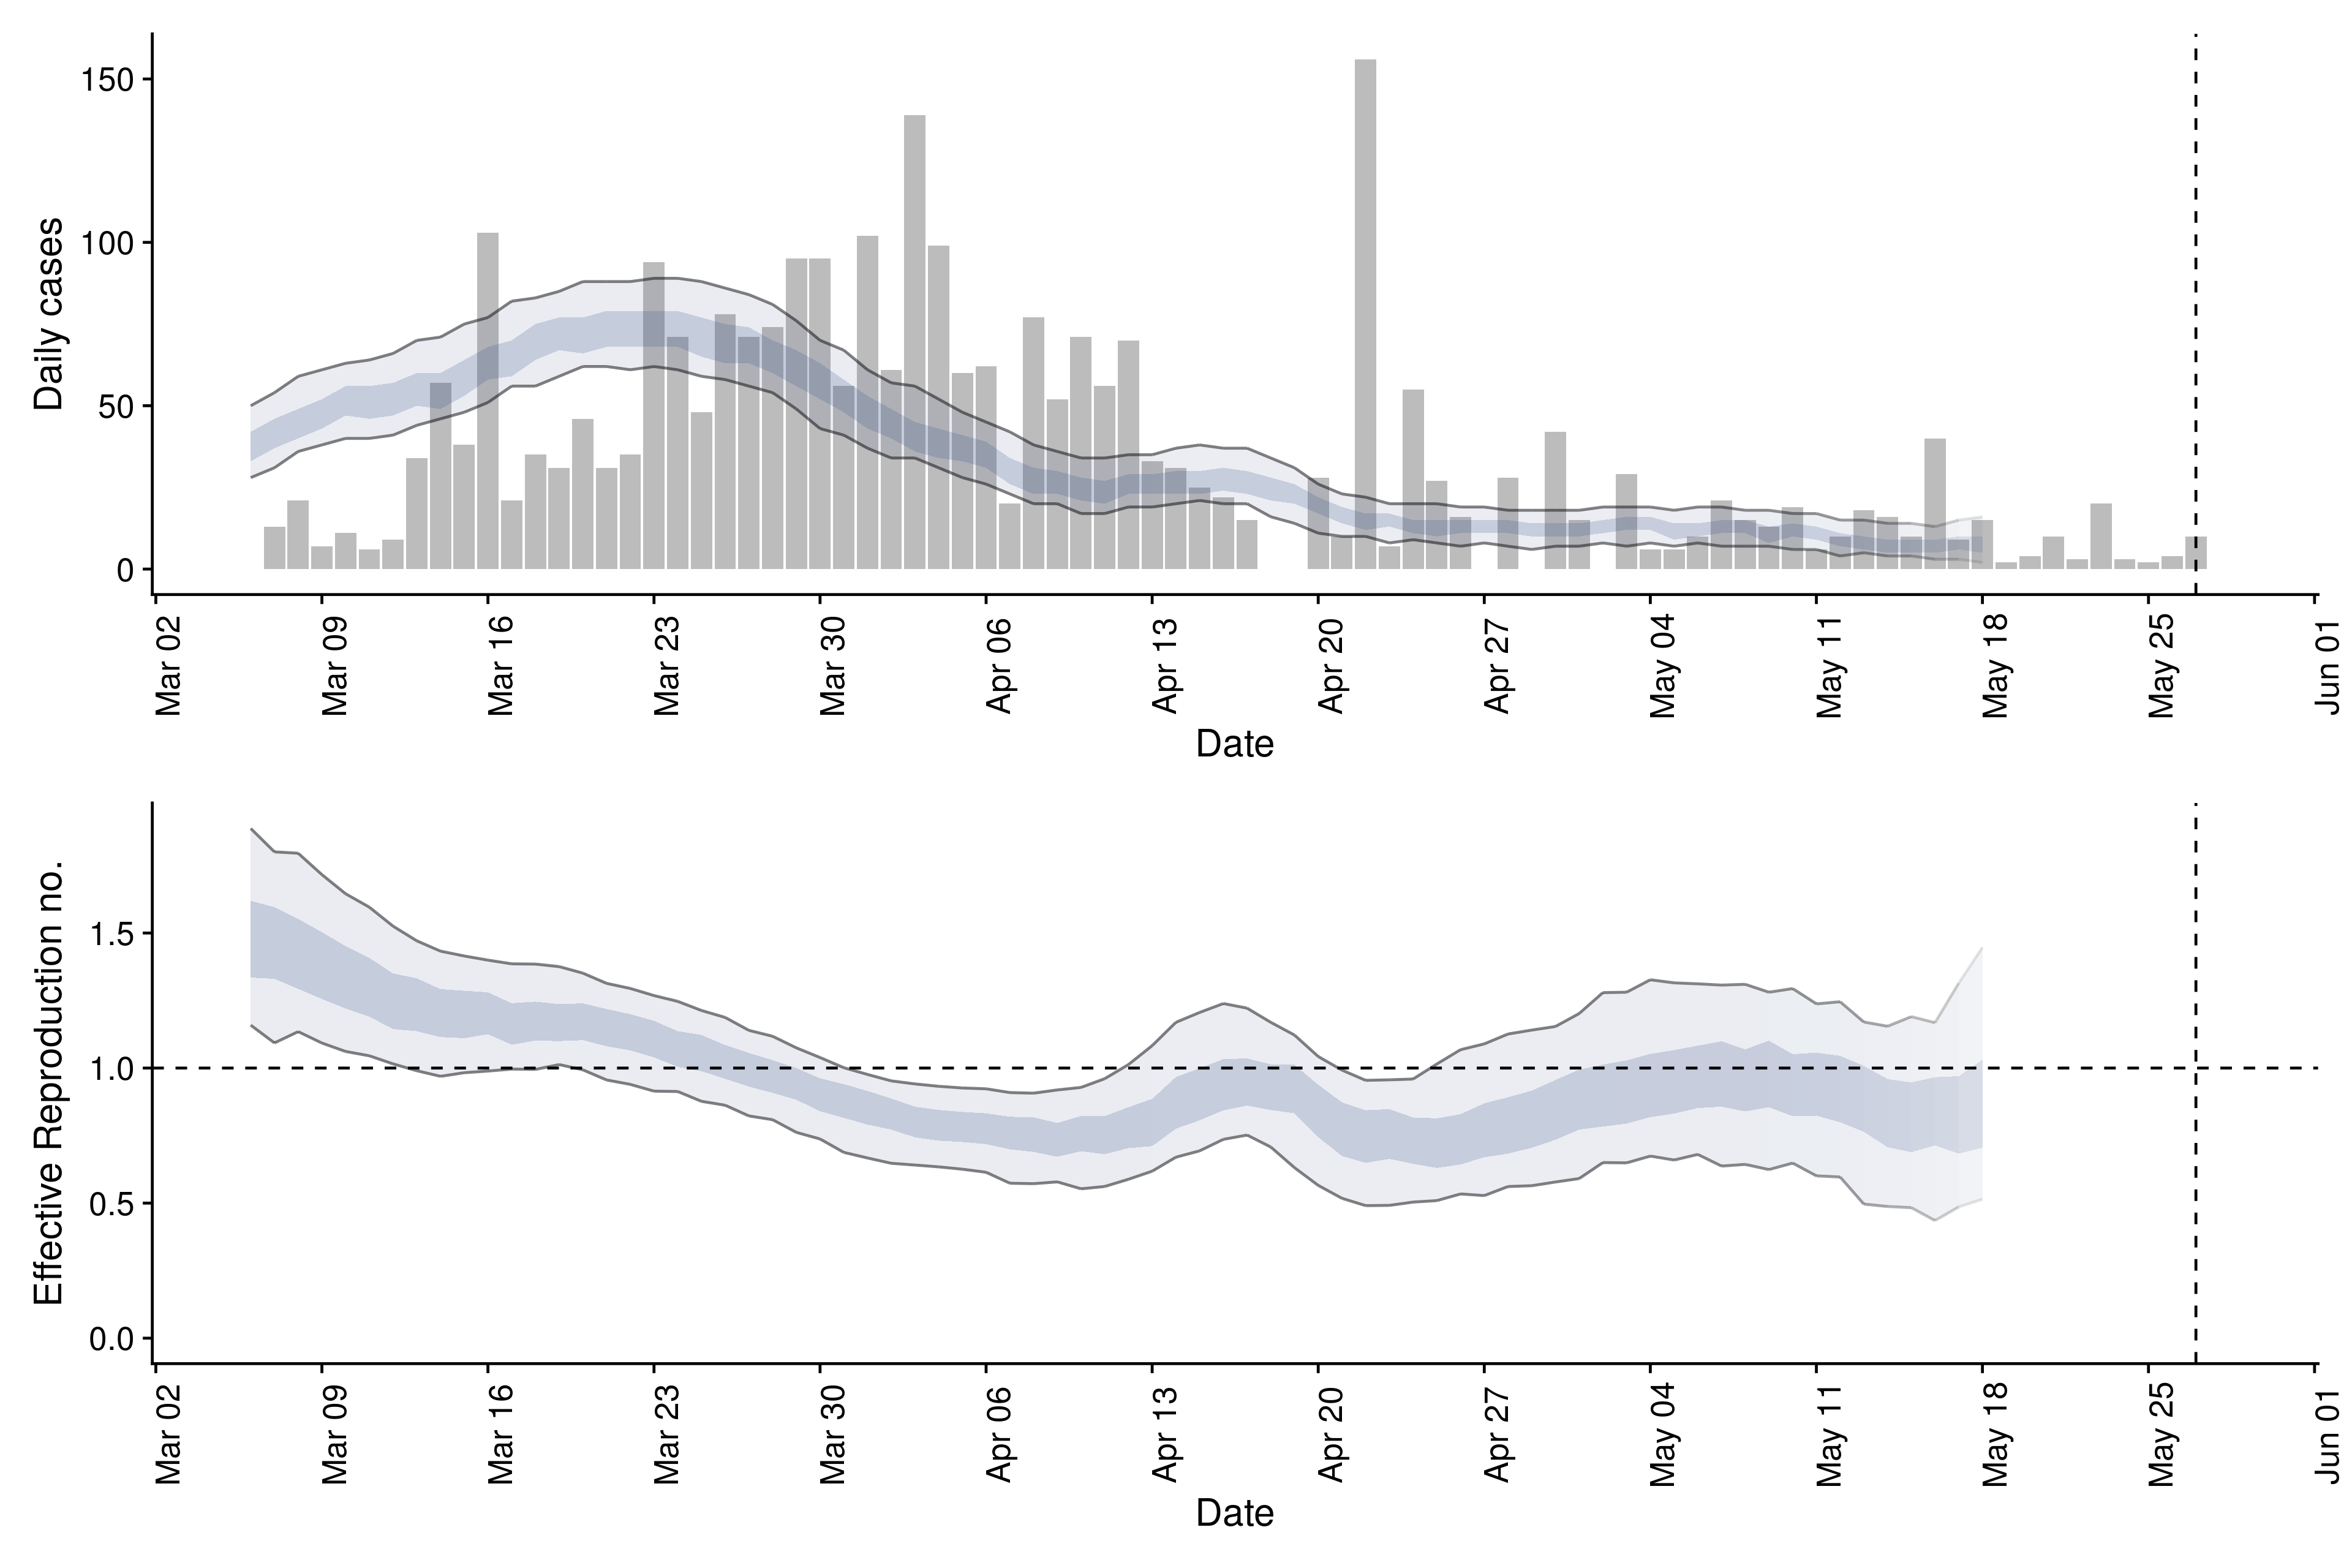 Daily cases
150
100
50
0
Mar 02
Mar 09
Mar 16
Mar 23
Mar 30
Apr 06
Apr 13
Apr 20
Apr 27
May 04
May 11
May 18
May 25
Jun 01
Date
Effective Reproduction no.
1.5
1.0
0.5
0.0
Mar 02
Mar 09
Mar 16
Mar 23
Mar 30
Apr 06
Apr 13
Apr 20
Apr 27
May 04
May 11
May 18
May 25
Jun 01
Date